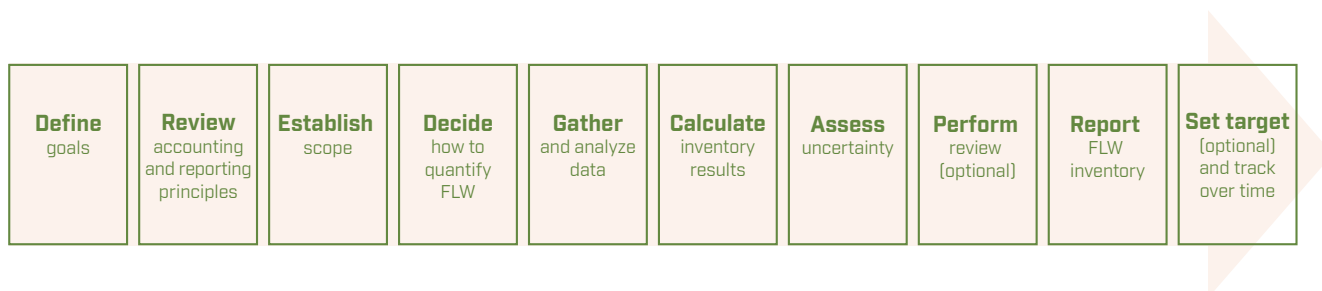 Define
goals
Review
accounting
and reporting
principles
Establish
scope
Decide
how to
quantify
FLW
Gather
and analyze
data
Calculate
inventory
results
Assess
uncertainty
Perform
review
(optional)
Report
FLW
inventory
Set target
(optional)
and track
over time